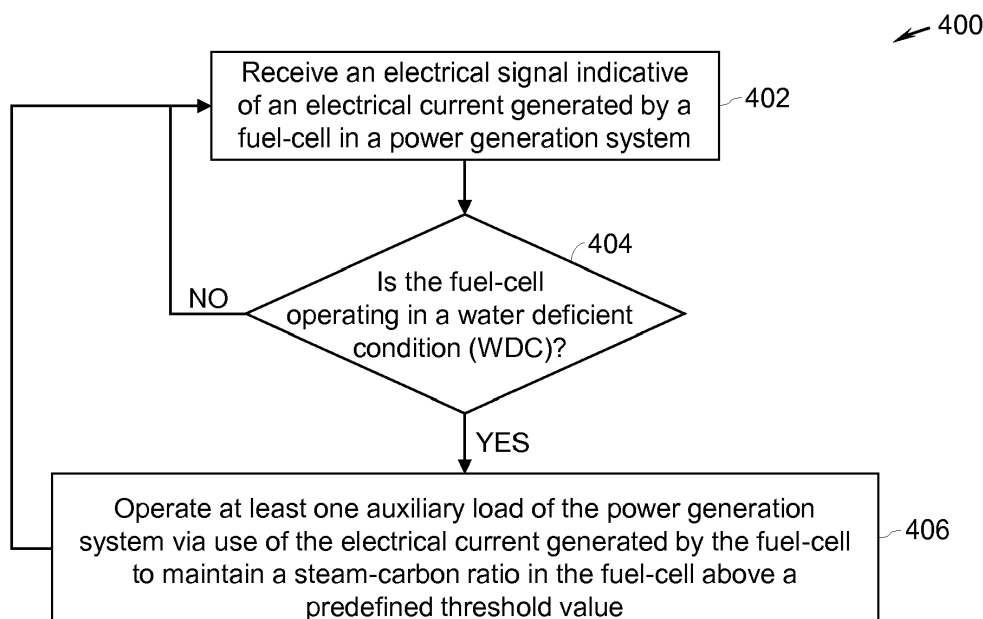 400
Receive an electrical signal indicative
of an electrical current generated by a
fuel-cell in a power generation system
402
404
Is the fuel-cell
operating in a water deficient
condition (WDC)?
NO
YES
Operate at least one auxiliary load of the power generation
system via use of the electrical current generated by the fuel-cell
to maintain a steam-carbon ratio in the fuel-cell above a
predefined threshold value
406